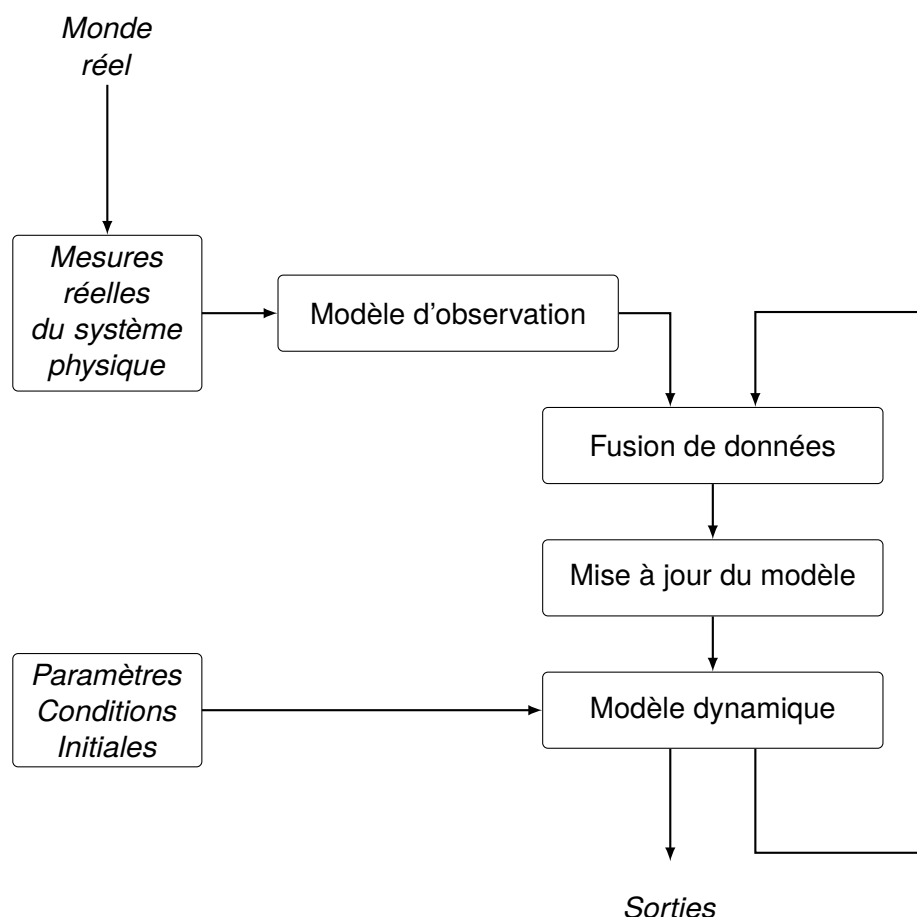 Monde
réel
Mesures
réelles
du système
physique
Modèle d'observation
Fusion de données
Mise à jour du modèle
Paramètres
Conditions
Initiales
Modèle dynamique
Sorties